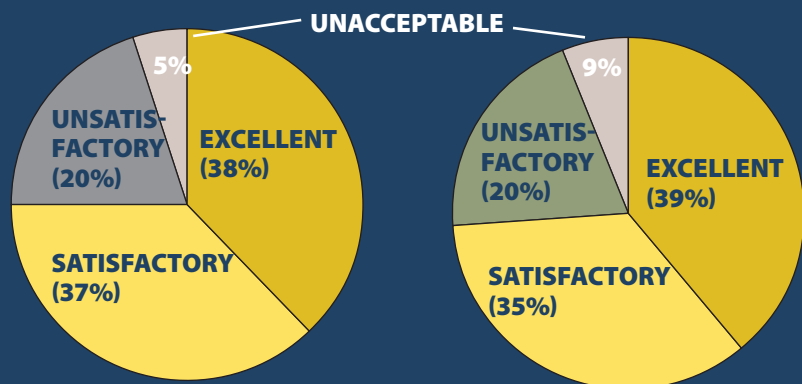 UNACCEPTABLE
5%
UNSATIS-
FACTORY
(20%)
EXCELLENT
(38%)
SATISFACTORY
(37%)
9%
UNSATIS-
FACTORY
(20%)
EXCELLENT
(39%)
SATISFACTORY
(35%)